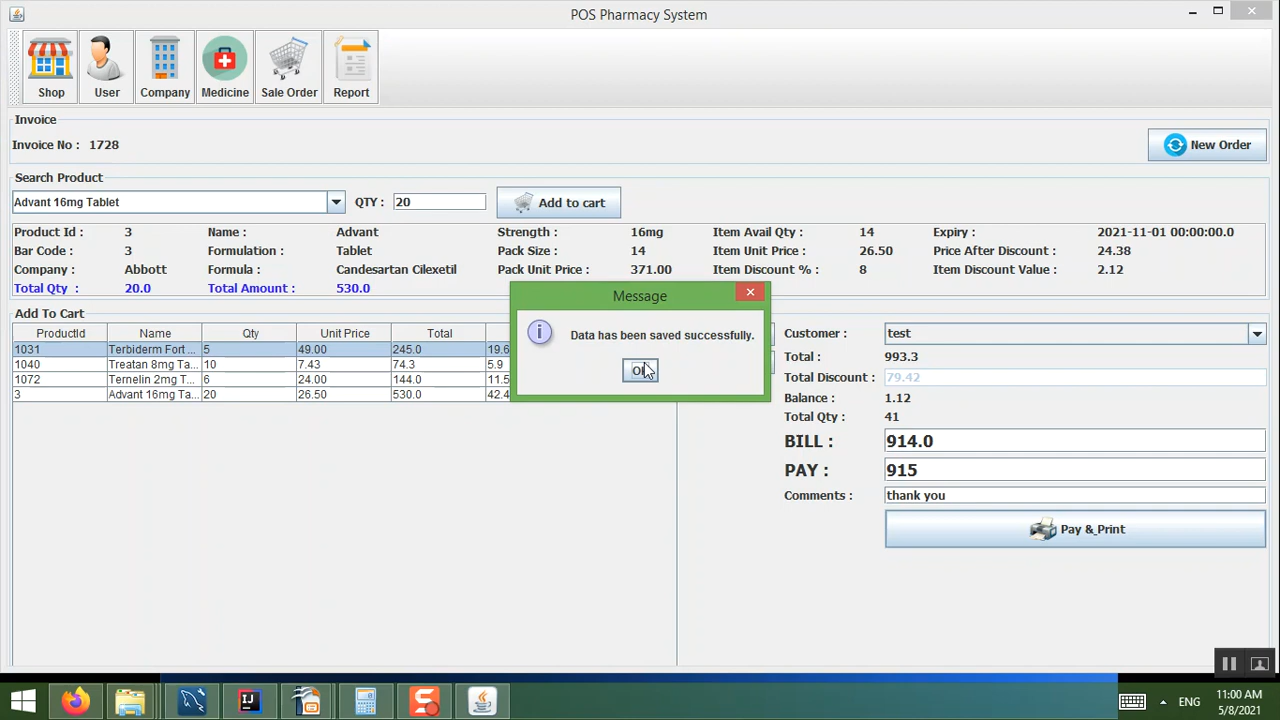 POS Pharmacy System
Shop User Company Medicine Sale Order Report
Invoice
Invoice No : 1728 New Order
Search Product
Advant 16mg Tablet QTY : 20 Add to cart
Product Id : 3 Name : Advant Strength : 16mg Item Avail Qty : 14 Expiry : 2021-11-01 00:00:00.0
Bar Code : 3 Formulation : Tablet Pack Size : 14 Item Unit Price : 26.50 Price After Discount : 24.38
Company : Abbott Formula : Candesartan Cilexetil Pack Unit Price : 371.00 Item Discount % : 8 Item Discount Value : 2.12
Total Qty : 20.0 Total Amount : 530.0
Message
Data has been saved successfully.
Add To Cart
ProductId Name Qty Unit Price Total
1031 Terbiderm Fort ... 5 49.00 245.0 19.6
1040 Treatan 8mg Ta... 10 7.43 74.3 5.9
1072 Ternelin 2mg T... 6 24.00 144.0 11.5
3 Advant 16mg Ta... 20 26.50 530.0 42.4
Customer : test
Total : 993.3
Total Discount : 79.42
Balance : 1.12
Total Qty : 41
BILL : 914.0
PAY : 915
Comments : thank you
Pay & Print
ENG
11:00 AM
5/8/2021